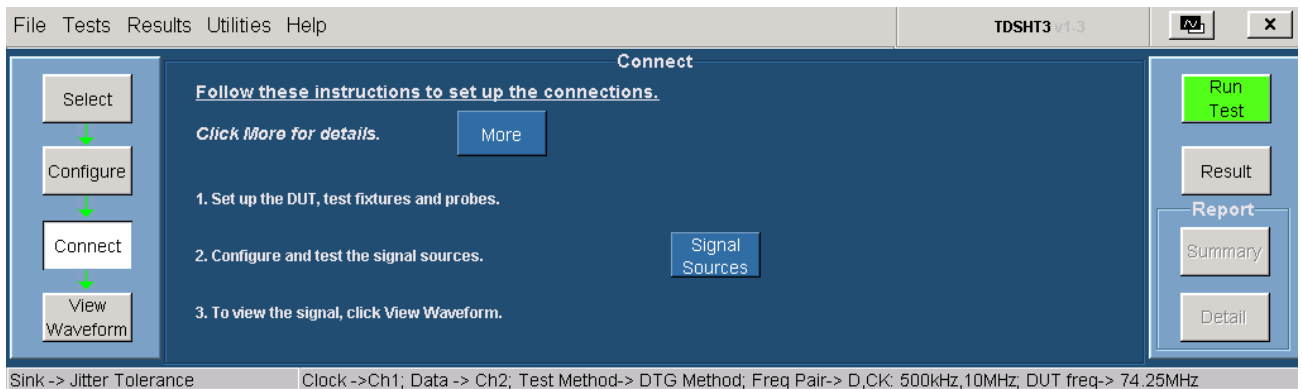 File Tests Results Utilities Help
TDSHT3 v1-3
x
Connect
Select
Configure
Connect
View
Waveform
Follow these instructions to set up the connections.
Click More for details.
More
1. Set up the DUT, test fixtures and probes.
2. Configure and test the signal sources.
Signal
Sources
3. To view the signal, click View Waveform.
Run
Test
Result
Report
Summary
Detail
Sink -> Jitter Tolerance
Clock ->Ch1; Data -> Ch2; Test Method-> DTG Method; Freq Pair-> D,CK: 500kHz,10MHz; DUT freq-> 74.25MHz